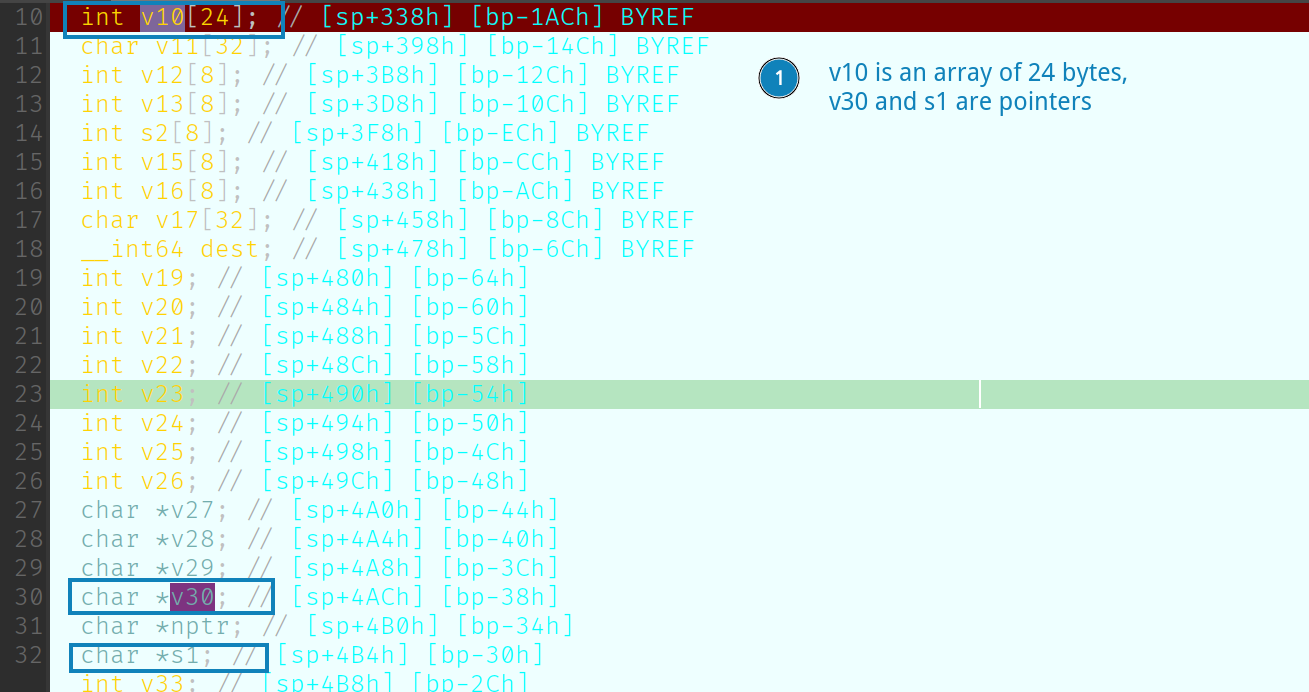 10 int v10[24]; // [sp+338h] [bp-1ACh] BYREF
11 char v11[32]; // [sp+398h] [bp-14Ch] BYREF
12 int v12[8]; // [sp+3B8h] [bp-12Ch] BYREF
13 int v13[8]; // [sp+3D8h] [bp-10Ch] BYREF
14 int s2[8]; // [sp+3F8h] [bp-ECh] BYREF
15 int v15[8]; // [sp+418h] [bp-CCh] BYREF
16 int v16[8]; // [sp+438h] [bp-ACh] BYREF
17 char v17[32]; // [sp+458h] [bp-8Ch] BYREF
18 __int64 dest; // [sp+478h] [bp-6Ch] BYREF
19 int v19; // [sp+480h] [bp-64h]
20 int v20; // [sp+484h] [bp-60h]
21 int v21; // [sp+488h] [bp-5Ch]
22 int v22; // [sp+48Ch] [bp-58h]
23 int v23; // [sp+490h] [bp-54h]
24 int v24; // [sp+494h] [bp-50h]
25 int v25; // [sp+498h] [bp-4Ch]
26 int v26; // [sp+49Ch] [bp-48h]
27 char *v27; // [sp+4A0h] [bp-44h]
28 char *v28; // [sp+4A4h] [bp-40h]
29 char *v29; // [sp+4A8h] [bp-3Ch]
30 char *v30; // [sp+4ACh] [bp-38h]
31 char *nptr; // [sp+4B0h] [bp-34h]
32 char *s1; // [sp+4B4h] [bp-30h]
int v33; // [sp+4B8h] [bp-2Ch]
1
v10 is an array of 24 bytes,
v30 and s1 are pointers